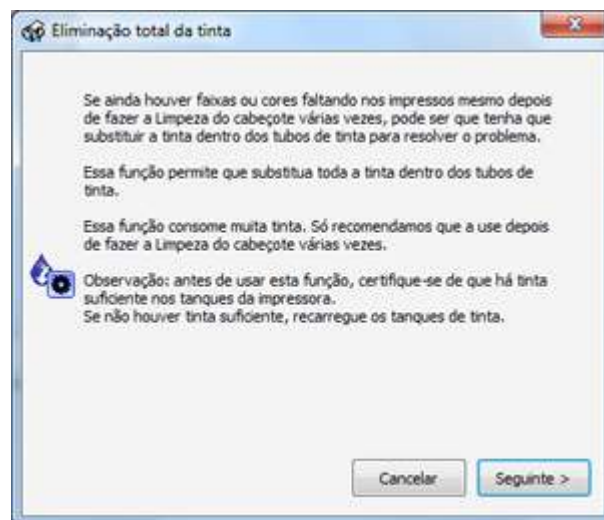 Eliminação total da tinta
Se ainda houver faixas ou cores faltando nos impressos mesmo depois
de fazer a Limpeza do cabeçote várias vezes, pode ser que tenha que
substituir a tinta dentro dos tubos de tinta para resolver o problema.
Essa função permite que substitua toda a tinta dentro dos tubos de
tinta.
Essa função consome muita tinta. Só recomendamos que a use depois
de fazer a Limpeza do cabeçote várias vezes.
Observação: antes de usar esta função, certifique-se de que há tinta
suficiente nos tanques da impressora.
Se não houver tinta suficiente, recarregue os tanques de tinta.
Cancelar
Seguinte >